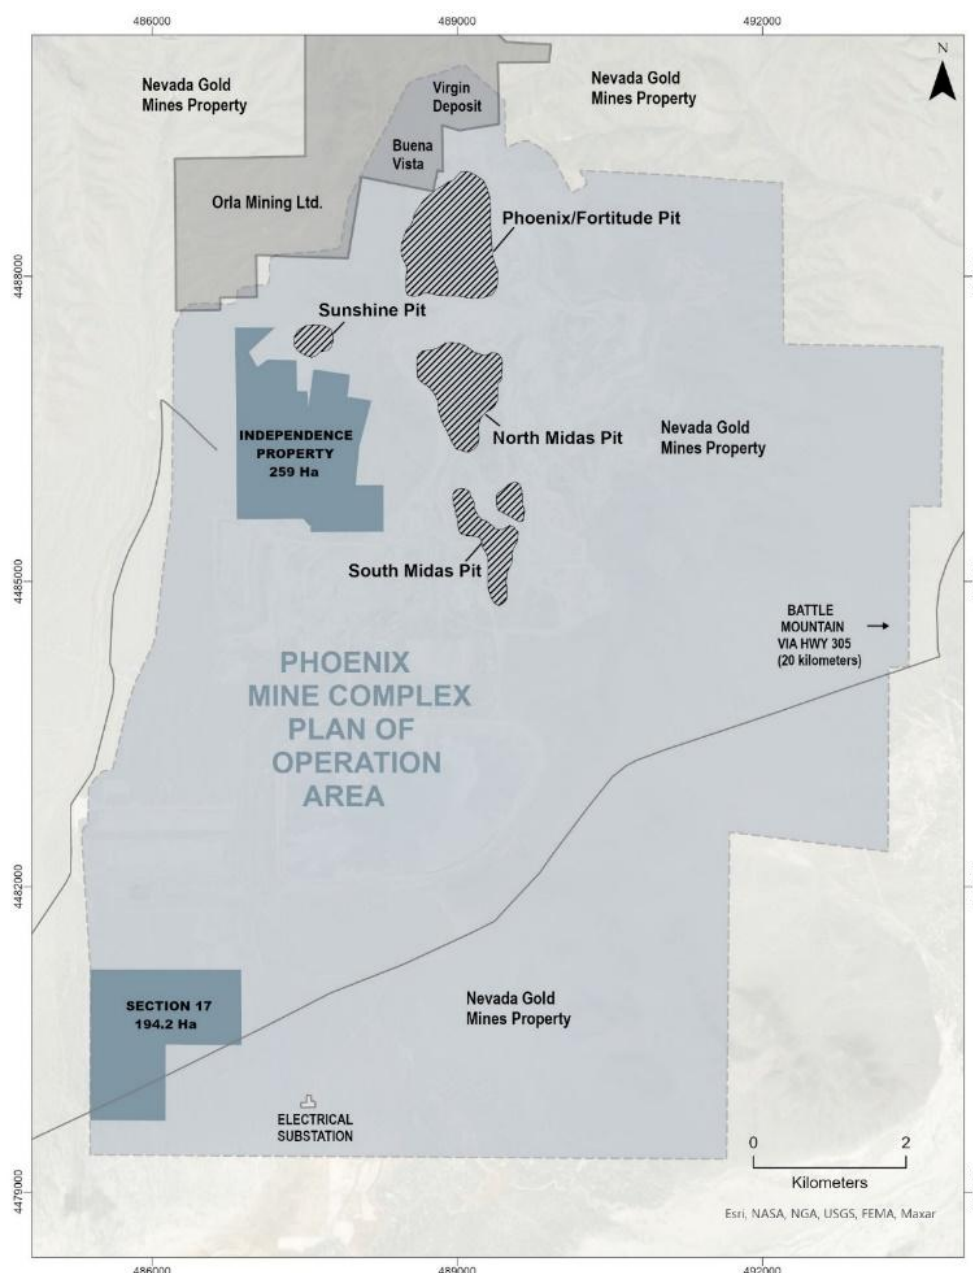 486000
489000
492000
N
Nevada Gold
Mines Property
Virgin
Deposit
Nevada Gold
Mines Property
Buena
Vista
Orla Mining Ltd.
Phoenix/Fortitude Pit
4488000
4488000
Sunshine Pit
INDEPENDENCE
PROPERTY
259 Ha
North Midas Pit
Nevada Gold
Mines Property
South Midas Pit
4485000
4485000
BATTLE
MOUNTAIN
VIA HWY 305
(20 kilometers)
PHOENIX
MINE COMPLEX
PLAN OF
OPERATION
AREA
4482000
4482000
SECTION 17
194.2 Ha
Nevada Gold
Mines Property
ELECTRICAL
SUBSTATION
0 2
Kilometers
4479000
4479000
Esri, NASA, NGA, USGS, FEMA, Maxar
486000
489000
492000